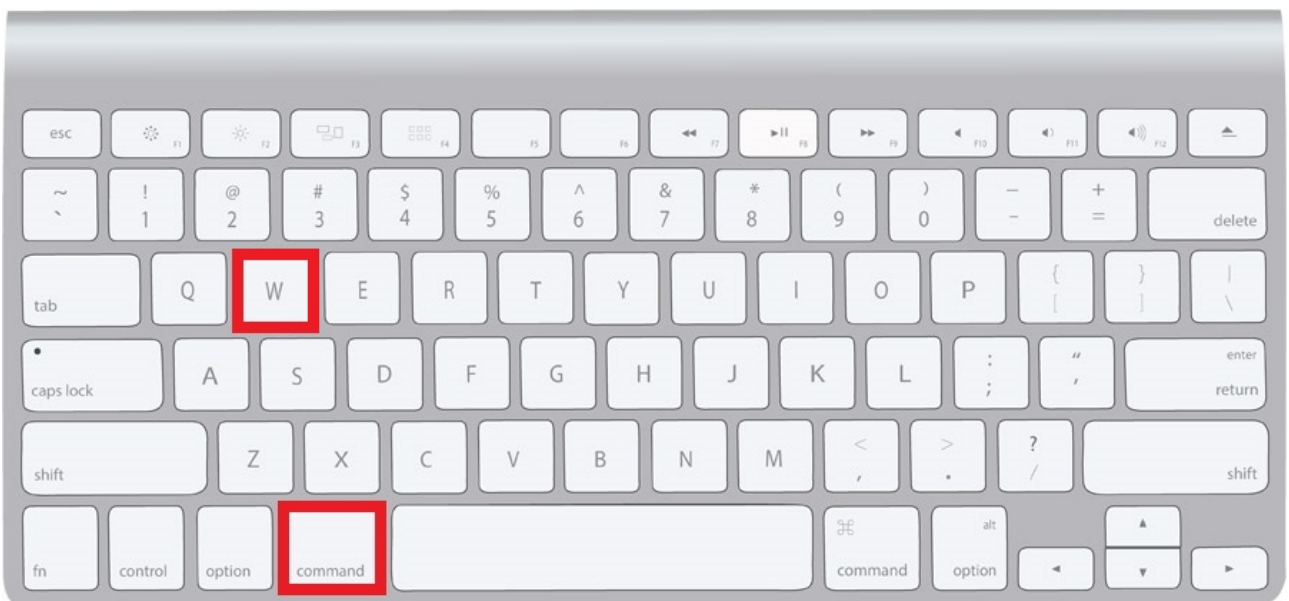 esc F1 F2 F3 F4 F5 F6 F7 F8 F9 F10 F11 F12
~ ! @ # $ % ^ & * ( ) — +
` 1 2 3 4 5 6 7 8 9 0 - = delete
tab Q W E R T Y U I O P { [ } ] | \
caps lock A S D F G H J K L : ; “ , enter return
shift Z X C V B N M < , > . ? / shift
fn control option command ⌘ command alt option